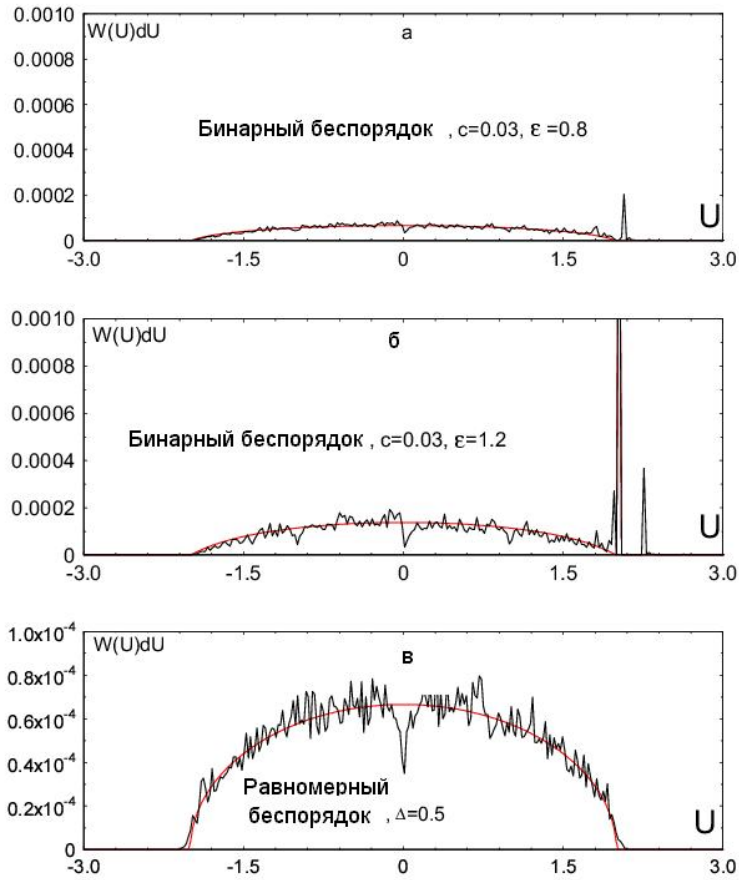 0.0010
W(U)dU
а
0.0008
0.0006
Бинарный беспорядок , c=0.03, ε =0.8
0.0004
0.0002
U
0
-3.0 -1.5 0 1.5 3.0
0.0010
W(U)dU
б
0.0008
0.0006
Бинарный беспорядок , c=0.03, ε=1.2
0.0004
0.0002
U
0
-3.0 -1.5 0 1.5 3.0
1.0x10⁻⁴
W(U)dU
в
0.8x10⁻⁴
0.6x10⁻⁴
0.4x10⁻⁴
Равномерный
0.2x10⁻⁴
беспорядок , Δ=0.5
U
0
-3.0 -1.5 0 1.5 3.0